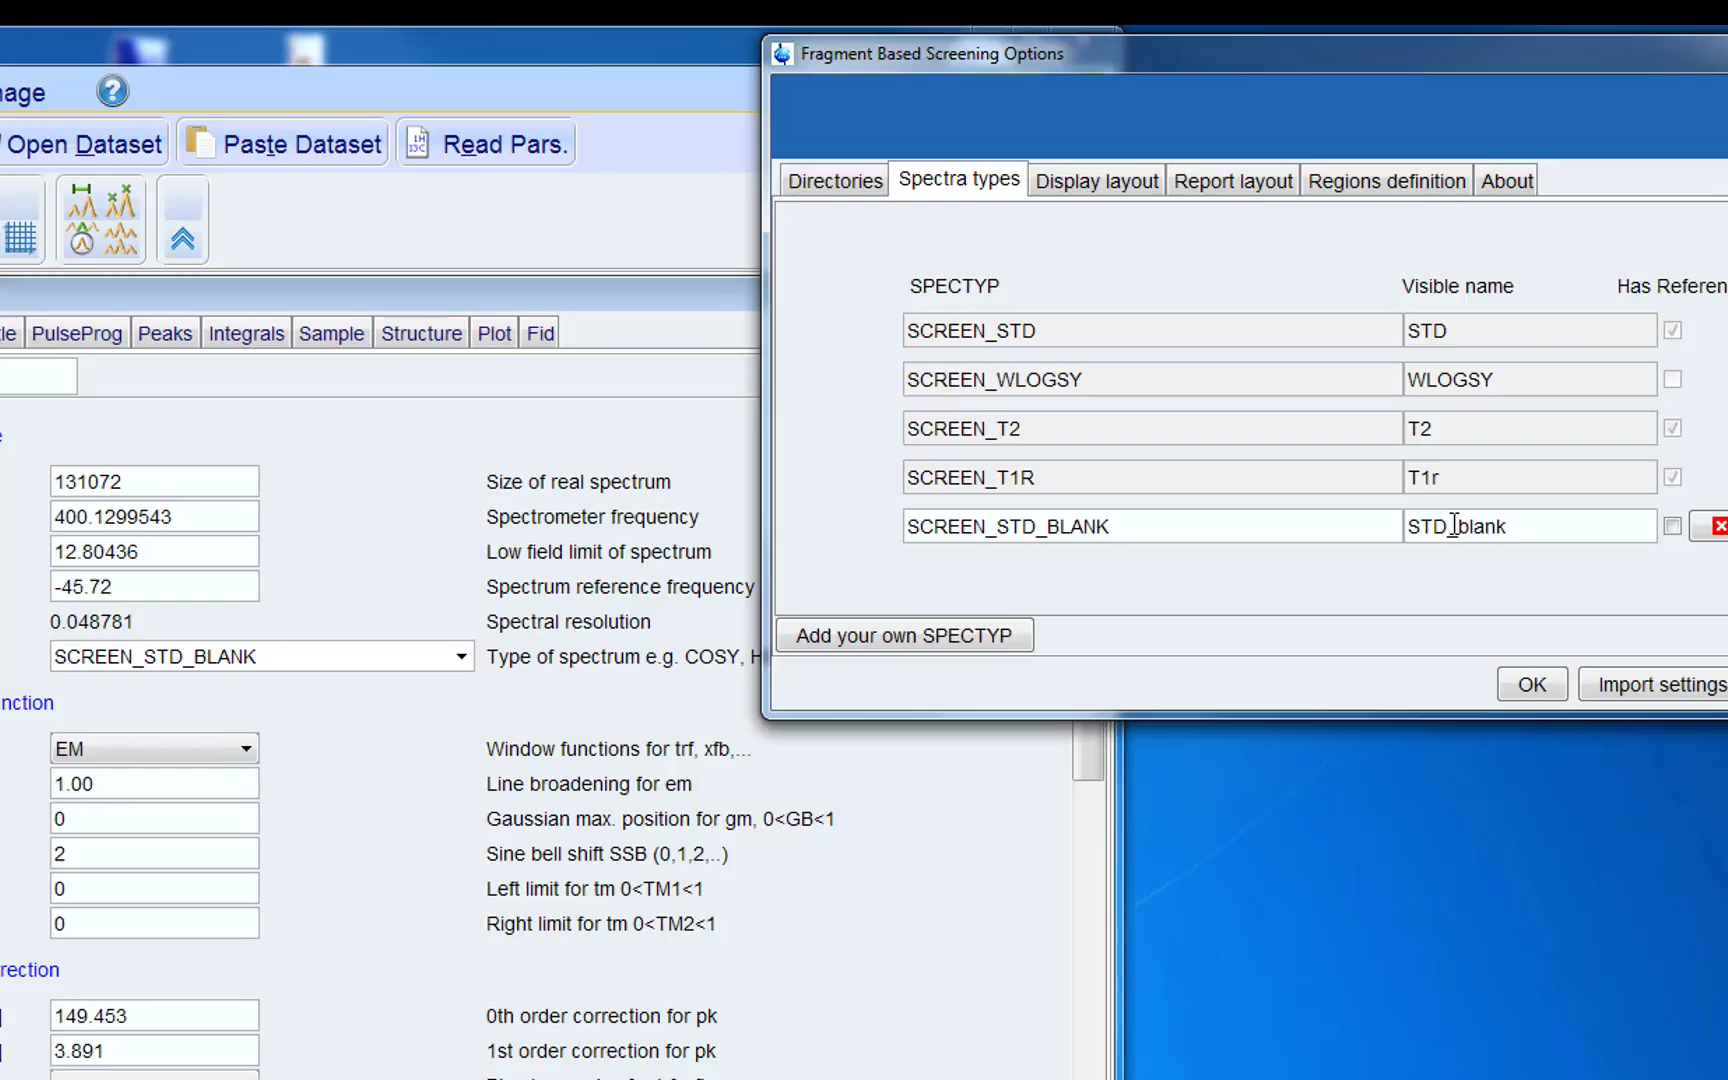 Fragment Based Screening Options
Open Dataset
Paste Dataset
Read Pars.
Directories
Spectra types
Display layout
Report layout
Regions definition
About
SPECTYP
Visible name
Has Referen
SCREEN_STD
STD
SCREEN_WLOGSY
WLOGSY
SCREEN_T2
T2
SCREEN_T1R
T1r
SCREEN_STD_BLANK
STD_blank
Add your own SPECTYP
OK
Import settings
PulseProg
Peaks
Integrals
Sample
Structure
Plot
Fid
131072
Size of real spectrum
400.1299543
Spectrometer frequency
12.80436
Low field limit of spectrum
-45.72
Spectrum reference frequency
0.048781
Spectral resolution
SCREEN_STD_BLANK
Type of spectrum e.g. COSY, H
nction
EM
Window functions for trf, xfb,...
1.00
Line broadening for em
0
Gaussian max. position for gm, 0<GB<1
2
Sine bell shift SSB (0,1,2,..)
0
Left limit for tm 0<TM1<1
0
Right limit for tm 0<TM2<1
rection
149.453
0th order correction for pk
3.891
1st order correction for pk